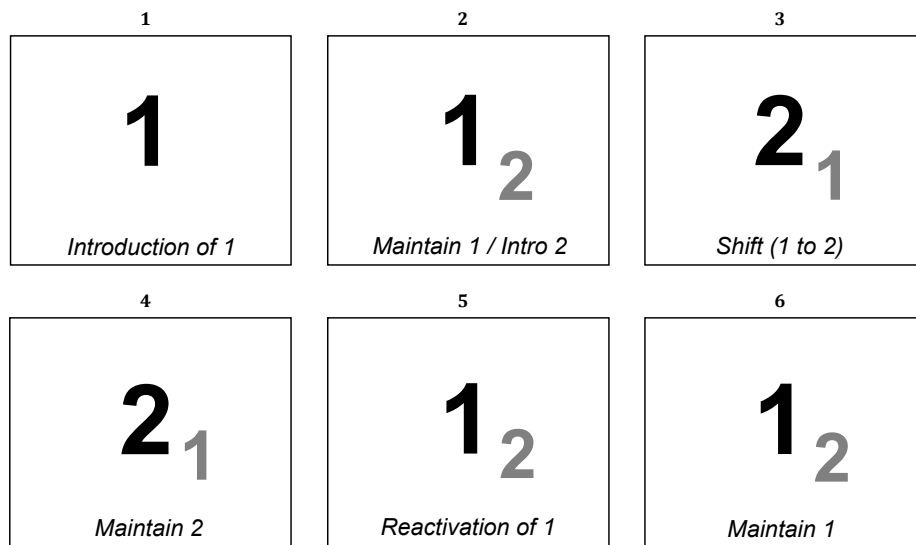 1 2 3
1 1 2 2 1
Introduction of 1 Maintain 1 / Intro 2 Shift (1 to 2)
4 5 6
2 1 1 2 1 2
Maintain 2 Reactivation of 1 Maintain 1